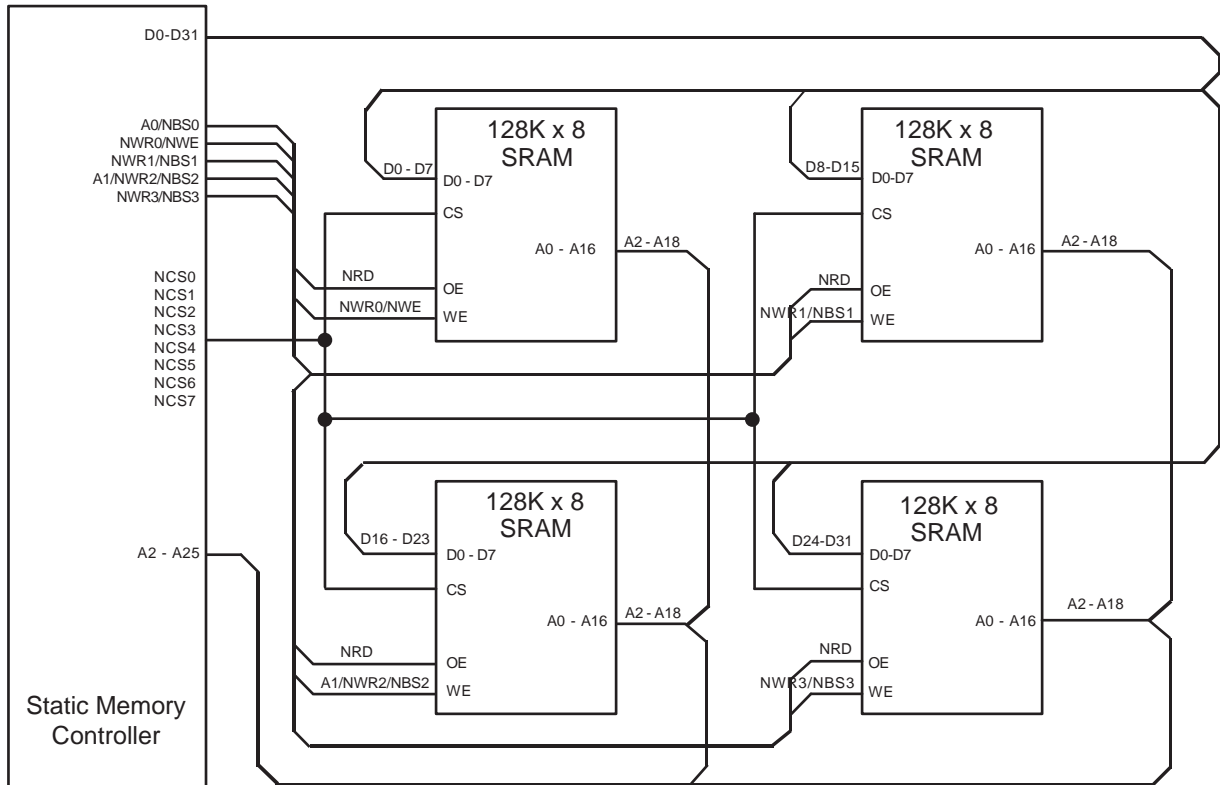 D0-D31
A0/NBS0
NWR0/NWE
NWR1/NBS1
A1/NWR2/NBS2
NWR3/NBS3
NCS0
NCS1
NCS2
NCS3
NCS4
NCS5
NCS6
NCS7
A2 - A25
Static Memory
Controller
128K x 8
SRAM
D0 - D7
D0 - D7
CS
A0 - A16
A2 - A18
NRD
OE
NWR0/NWE
WE
128K x 8
SRAM
D8-D15
D0-D7
CS
A0 - A16
A2 - A18
NRD
OE
NWR1/NBS1
WE
128K x 8
SRAM
D16 - D23
D0 - D7
CS
A0 - A16
A2 - A18
NRD
OE
A1/NWR2/NBS2
WE
128K x 8
SRAM
D24-D31
D0-D7
CS
A0 - A16
A2 - A18
NRD
OE
NWR3/NBS3
WE